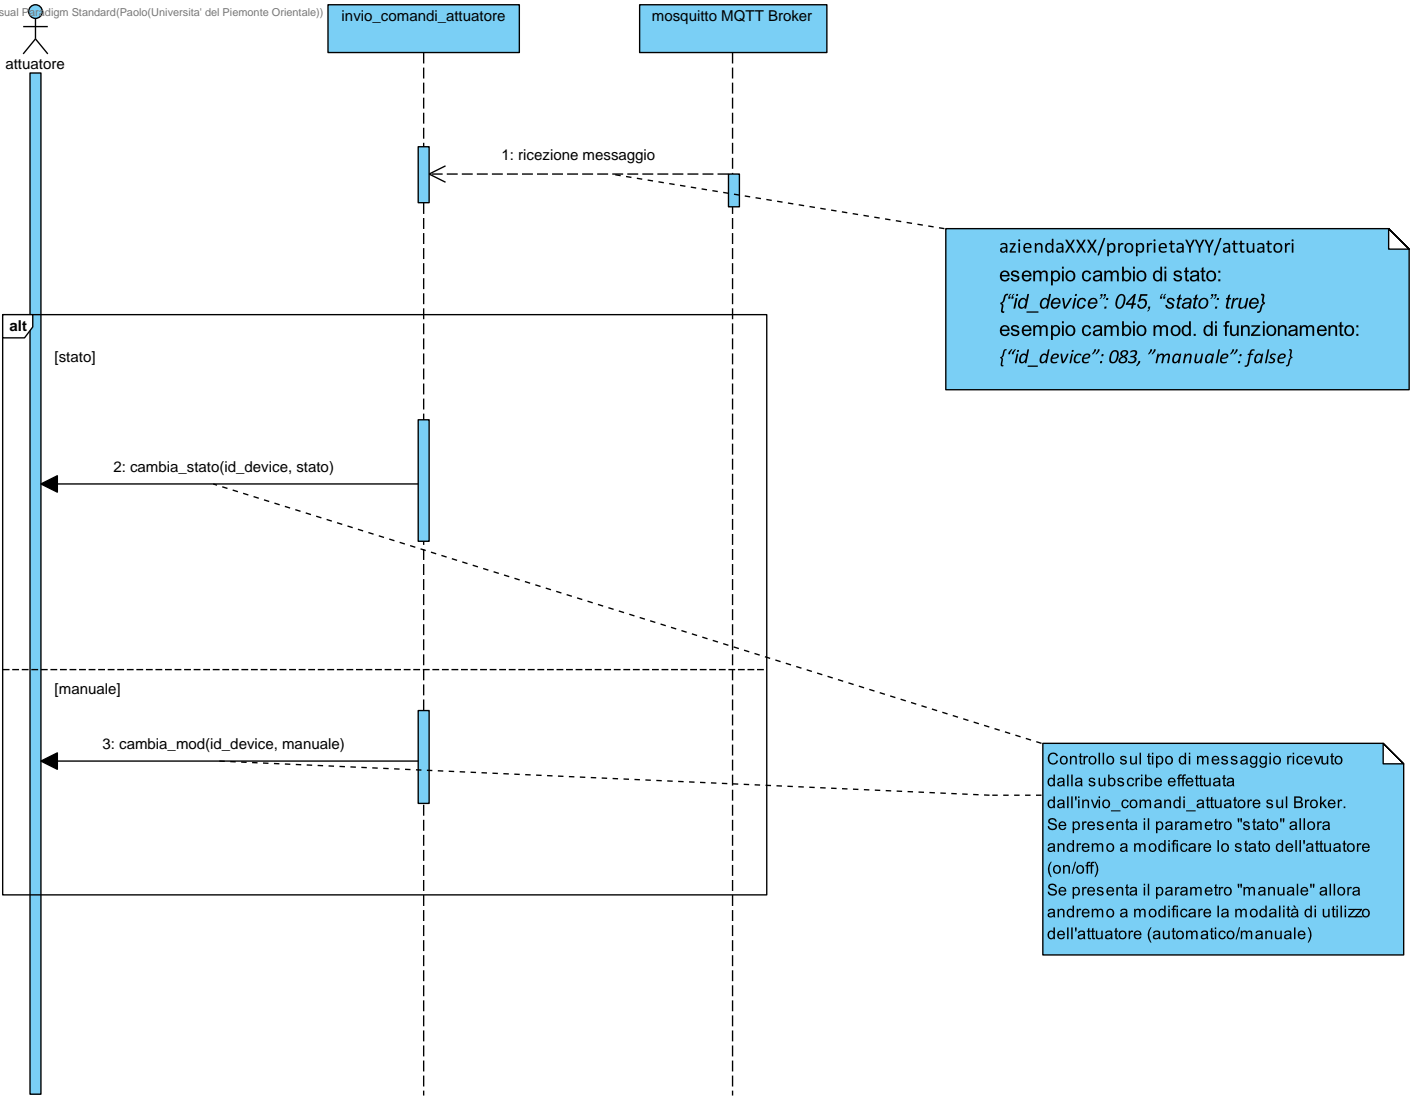 sual Paradigm Standard(Paolo(Universita' del Piemonte Orientale))
attuatore
invio_comandi_attuatore
mosquitto MQTT Broker
1: ricezione messaggio
aziendaXXX/proprietaYYY/attuatori
esempio cambio di stato:
{“id_device”: 045, “stato”: true}
esempio cambio mod. di funzionamento:
{“id_device”: 083, ”manuale”: false}
alt
[stato]
2: cambia_stato(id_device, stato)
[manuale]
3: cambia_mod(id_device, manuale)
Controllo sul tipo di messaggio ricevuto
dalla subscribe effettuata
dall'invio_comandi_attuatore sul Broker.
Se presenta il parametro "stato" allora
andremo a modificare lo stato dell'attuatore
(on/off)
Se presenta il parametro "manuale" allora
andremo a modificare la modalità di utilizzo
dell'attuatore (automatico/manuale)